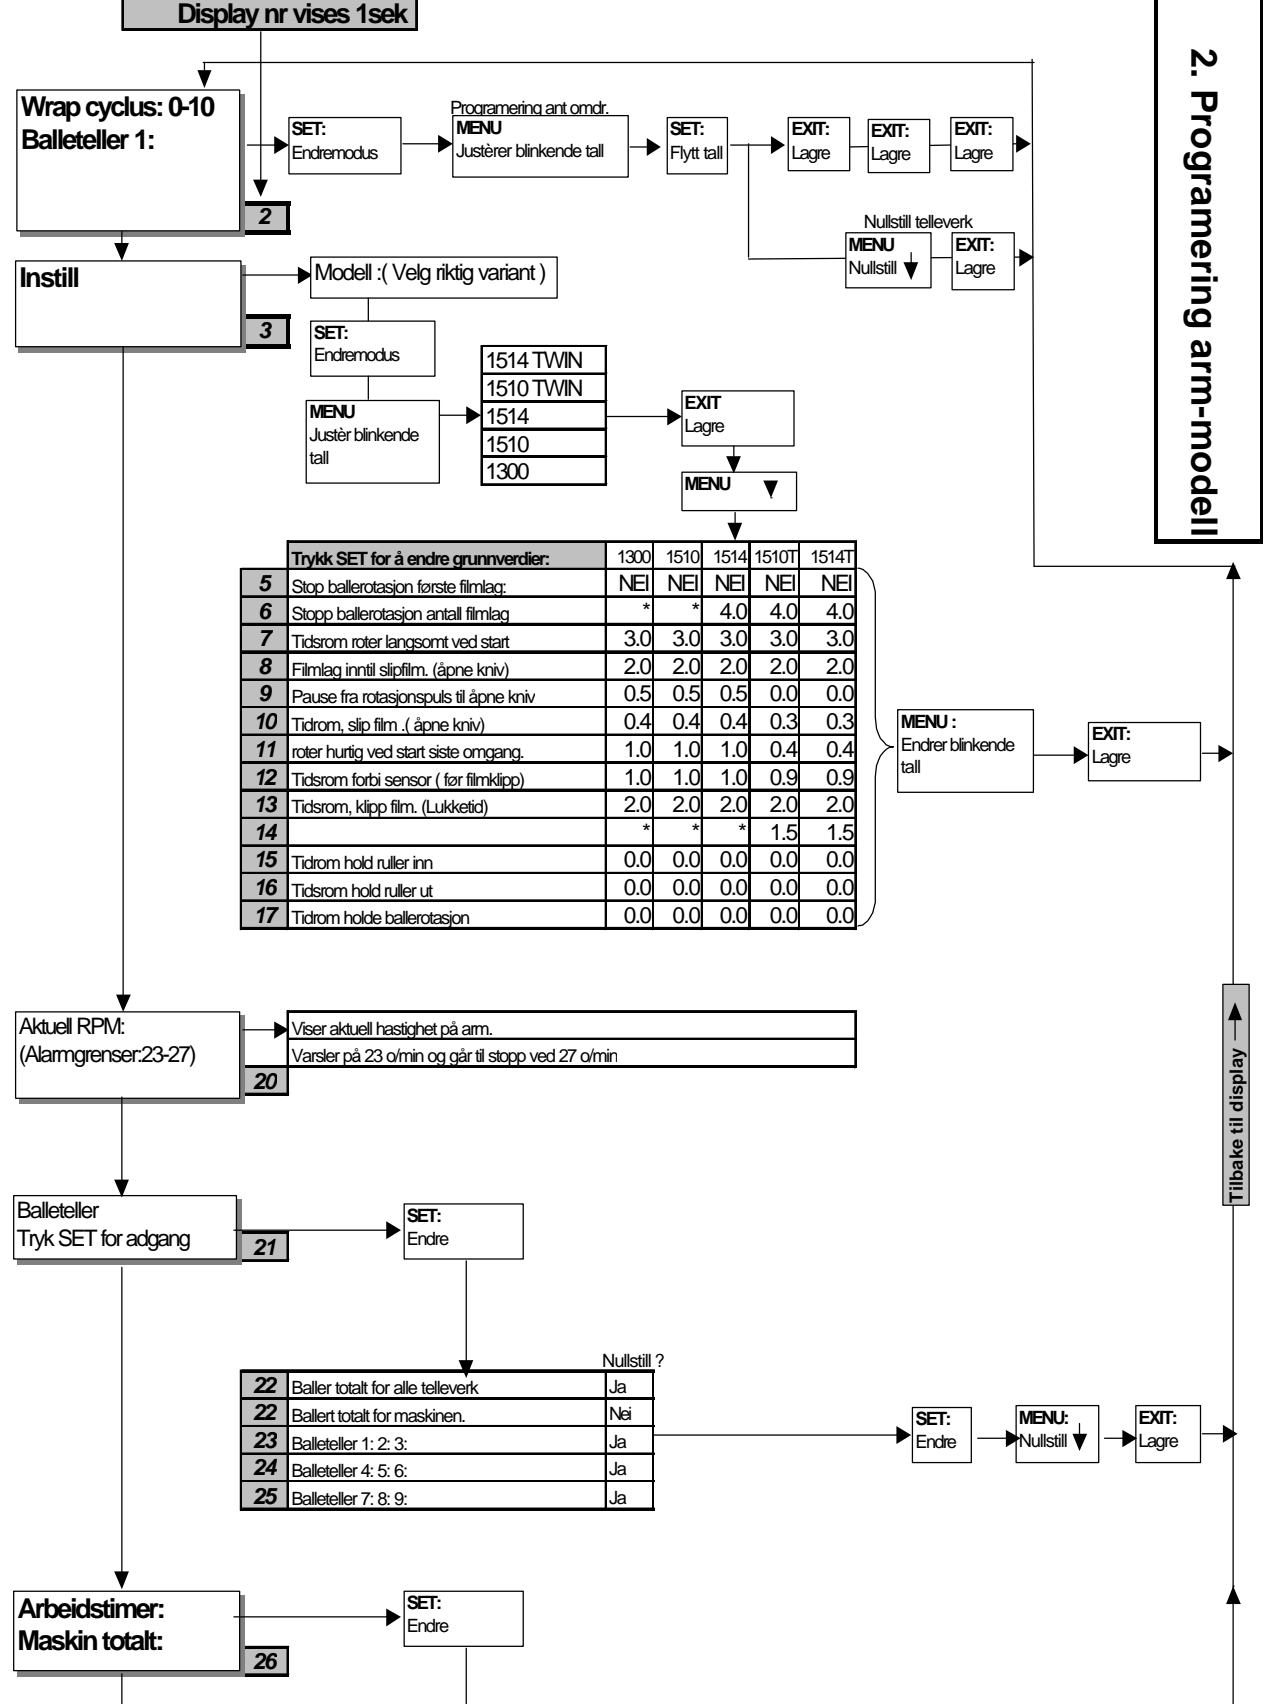 Display nr vises 1sek
2. Programering arm-modell
Wrap cyclus: 0-10
Balleteller 1:
2
SET:
Endremodus
Programering ant omdr.
MENU
Justèrer blinkende tall
SET:
Flytt tall
EXIT:
Lagre
EXIT:
Lagre
EXIT:
Lagre
Nullstill telleverk
MENU
Nullstill
EXIT:
Lagre
Instill
3
Modell :( Velg riktig variant )
SET:
Endremodus
MENU
Justèr blinkende
tall
1514 TWIN
1510 TWIN
1514
1510
1300
EXIT
Lagre
MENU
Trykk SET for å endre grunnverdier: 1300 1510 1514 1510T 1514T
5 Stop ballerotasjon første filmlag: NEI NEI NEI NEI NEI
6 Stopp ballerotasjon antall filmlag * * 4.0 4.0 4.0
7 Tidsrom roter langsomt ved start 3.0 3.0 3.0 3.0 3.0
8 Filmlag inntil slipfilm. (åpne kniv) 2.0 2.0 2.0 2.0 2.0
9 Pause fra rotasjonspuls til åpne kniv 0.5 0.5 0.5 0.0 0.0
10 Tidrom, slip film .( åpne kniv) 0.4 0.4 0.4 0.3 0.3
11 roter hurtig ved start siste omgang. 1.0 1.0 1.0 0.4 0.4
12 Tidsrom forbi sensor ( før filmklipp) 1.0 1.0 1.0 0.9 0.9
13 Tidsrom, klipp film. (Lukketid) 2.0 2.0 2.0 2.0 2.0
14 * * * 1.5 1.5
15 Tidrom hold ruller inn 0.0 0.0 0.0 0.0 0.0
16 Tidsrom hold ruller ut 0.0 0.0 0.0 0.0 0.0
17 Tidrom holde ballerotasjon 0.0 0.0 0.0 0.0 0.0
MENU :
Endrer blinkende
tall
EXIT:
Lagre
Aktuell RPM:
(Alarmgrenser:23-27)
20
Viser aktuell hastighet på arm.
Varsler på 23 o/min og går til stopp ved 27 o/min
Tilbake til display
Balleteller
Tryk SET for adgang
21
SET:
Endre
Nullstill ?
22 Baller totalt for alle telleverk Ja
22 Ballert totalt for maskinen. Nei
23 Balleteller 1: 2: 3: Ja
24 Balleteller 4: 5: 6: Ja
25 Balleteller 7: 8: 9: Ja
SET:
Endre
MENU:
Nullstill
EXIT:
Lagre
Arbeidstimer:
Maskin totalt:
26
SET:
Endre